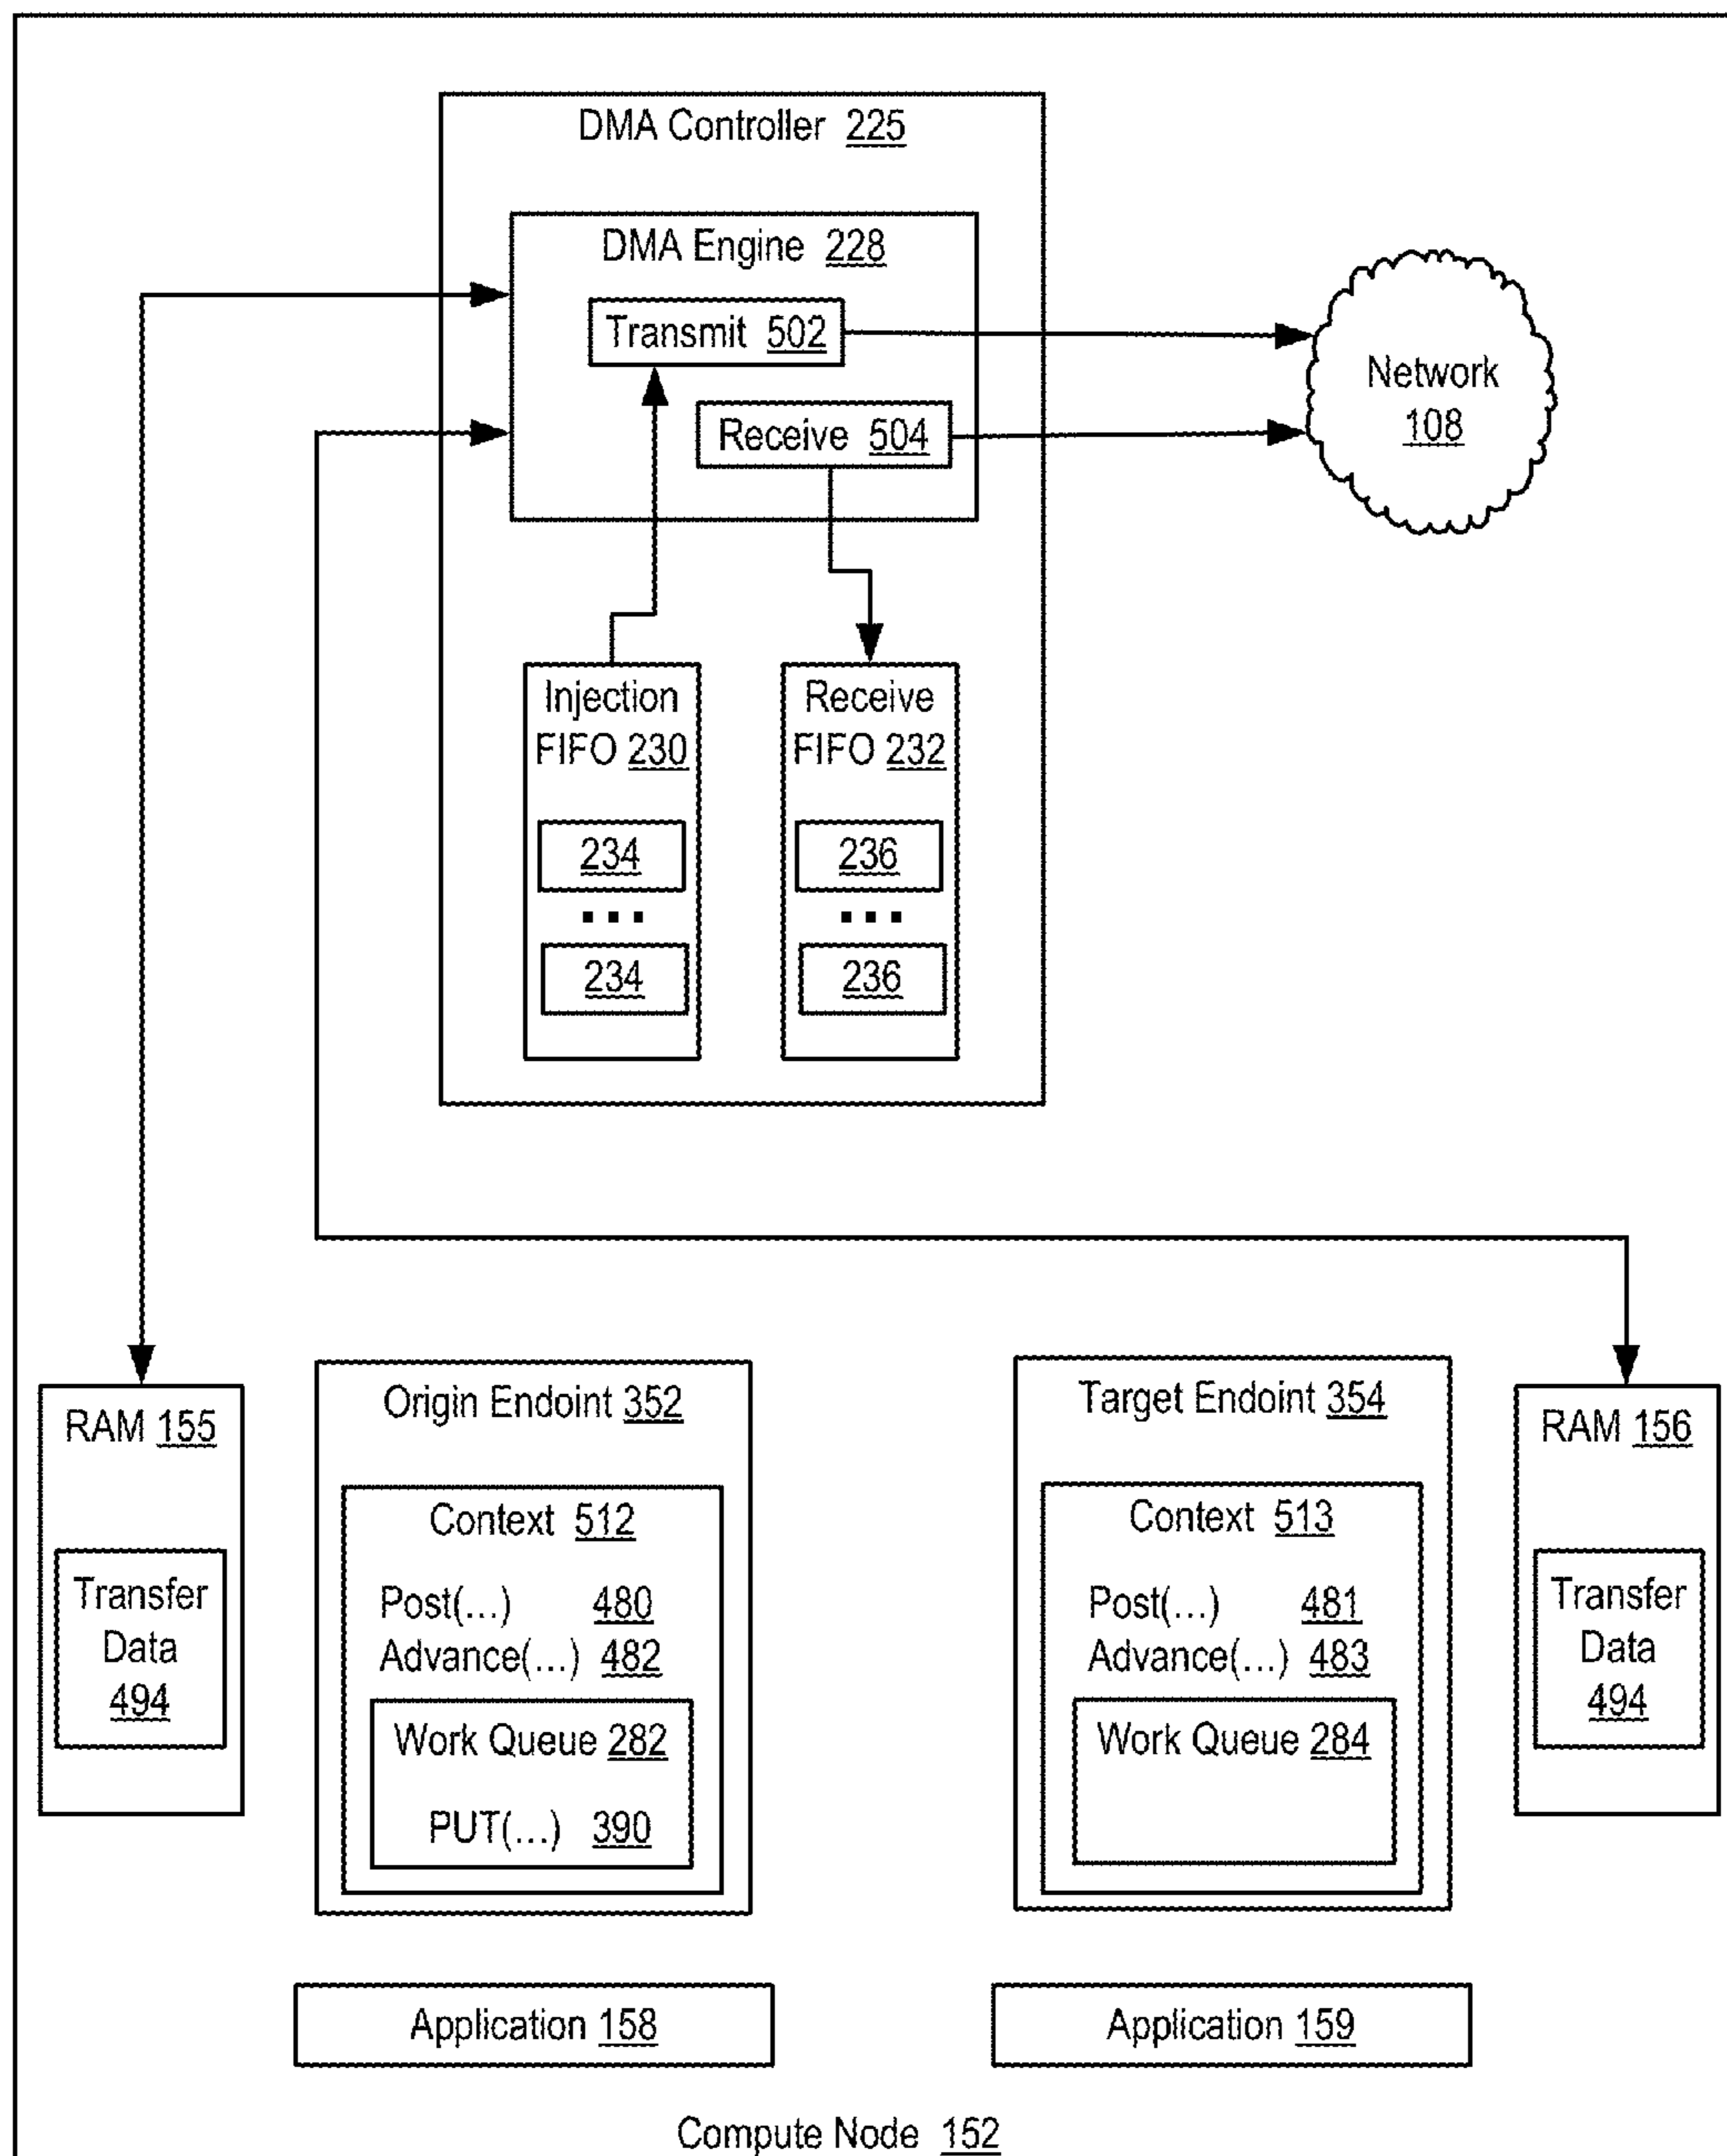 DMA Controller 225
DMA Engine 228
Transmit 502
Receive 504
Network
108
Injection
FIFO 230
234
...
234
Receive
FIFO 232
236
...
236
RAM 155
Transfer
Data
494
Origin Endoint 352
Context 512
Post(...) 480
Advance(...) 482
Work Queue 282
PUT(...) 390
Target Endoint 354
Context 513
Post(...) 481
Advance(...) 483
Work Queue 284
RAM 156
Transfer
Data
494
Application 158
Application 159
Compute Node 152